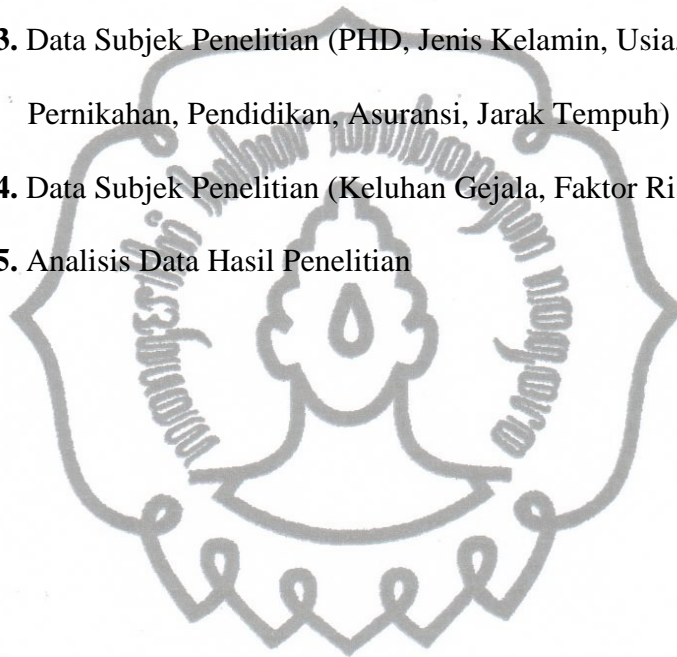 3. Data Subjek Penelitian (PHD, Jenis Kelamin, Usia,
Pernikahan, Pendidikan, Asuransi, Jarak Tempuh)
4. Data Subjek Penelitian (Keluhan Gejala, Faktor Ri
5. Analisis Data Hasil Penelitian